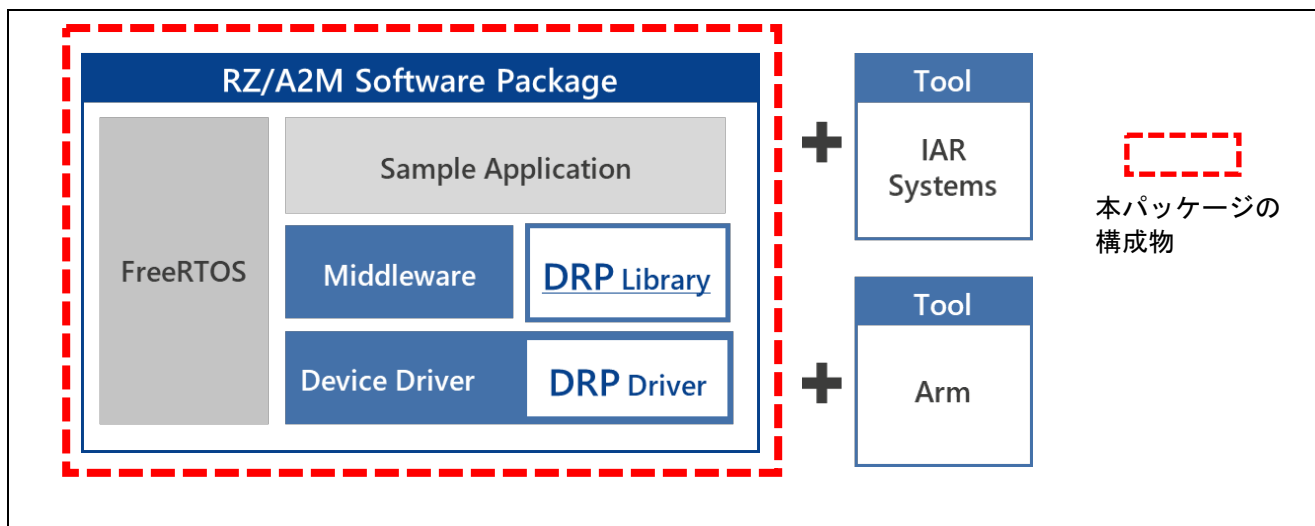 RZ/A2M Software Package
FreeRTOS
Sample Application
Middleware
DRP Library
Device Driver
DRP Driver
Tool
IAR
Systems
Tool
Arm
本パッケージの
構成物